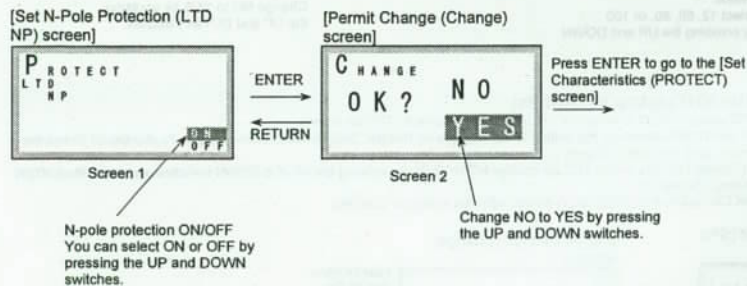 [Set N-Pole Protection (LTD
NP) screen]
PROTECT
LTD
NP
ON
OFF
Screen 1
ENTER
RETURN
[Permit Change (Change)
screen]
CHANGE
OK?
NO
YES
Screen 2
Press ENTER to go to the [Set
Characteristics (PROTECT)
screen]
N-pole protection ON/OFF
You can select ON or OFF by
pressing the UP and DOWN
switches.
Change NO to YES by pressing
the UP and DOWN switches.